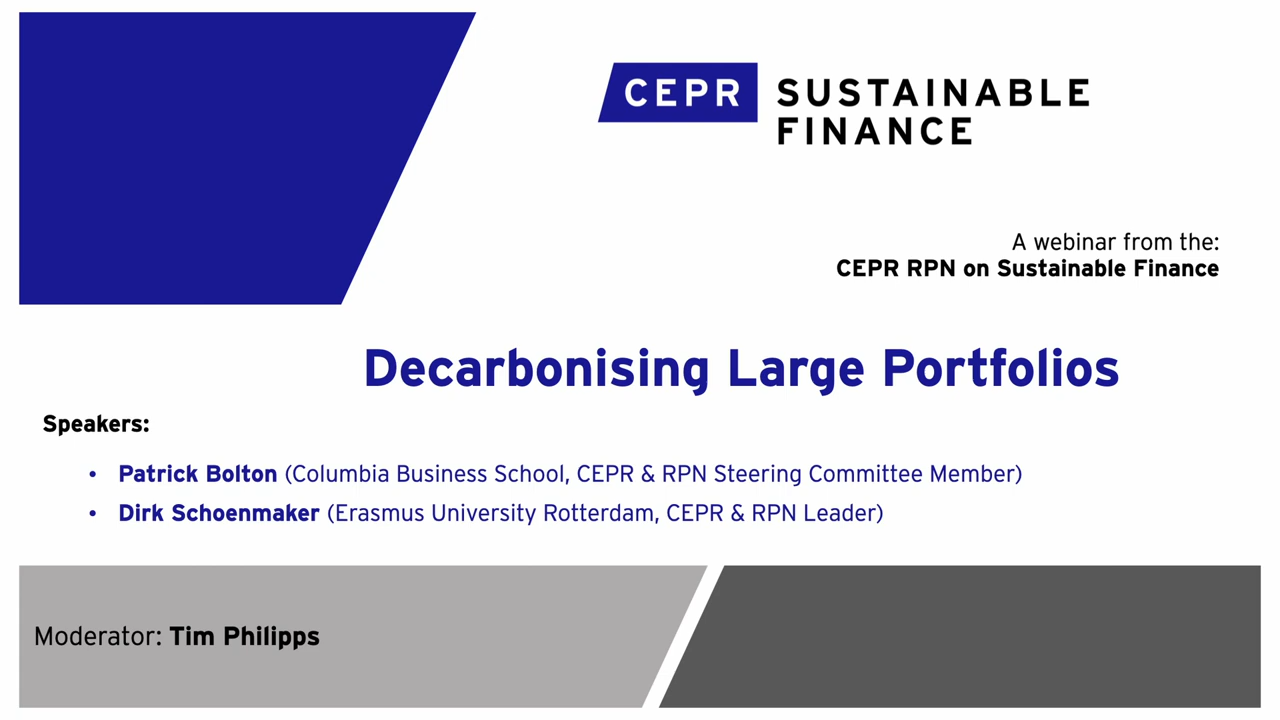 CEPR SUSTAINABLE
FINANCE
A webinar from the:
CEPR RPN on Sustainable Finance
Decarbonising Large Portfolios
Speakers:
• Patrick Bolton (Columbia Business School, CEPR & RPN Steering Committee Member)
• Dirk Schoenmaker (Erasmus University Rotterdam, CEPR & RPN Leader)
Moderator: Tim Philipps